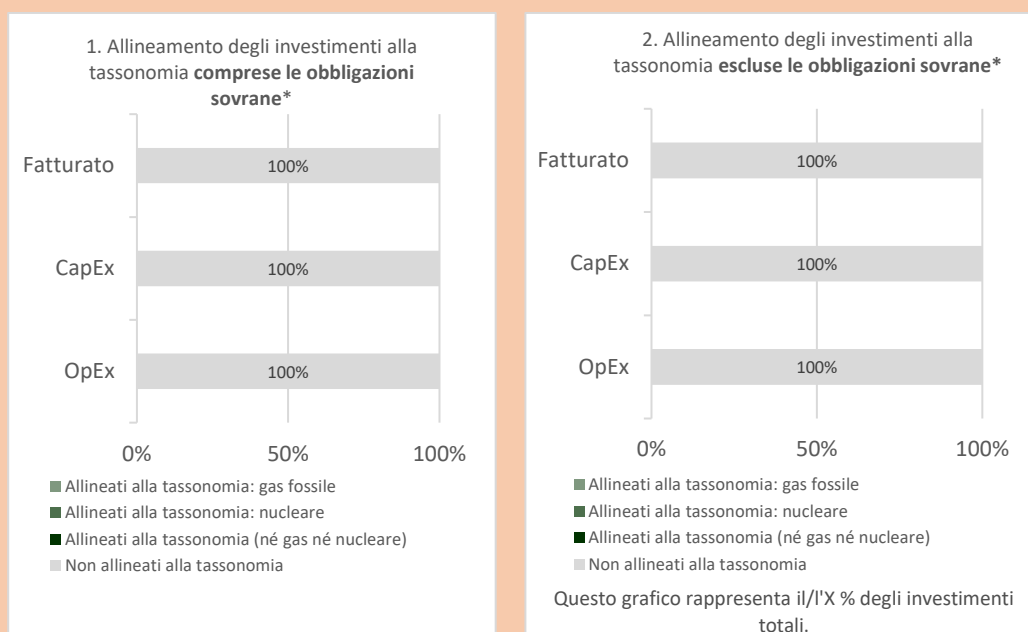 1. Allineamento degli investimenti alla
tassonomia comprese le obbligazioni
sovrane*
Fatturato
100%
CapEx
100%
OpEx
100%
0%
50%
100%
Allineati alla tassonomia: gas fossile
Allineati alla tassonomia: nucleare
Allineati alla tassonomia (né gas né nucleare)
Non allineati alla tassonomia
2. Allineamento degli investimenti alla
tassonomia escluse le obbligazioni sovrane*
Fatturato
100%
CapEx
100%
OpEx
100%
0%
50%
100%
Allineati alla tassonomia: gas fossile
Allineati alla tassonomia: nucleare
Allineati alla tassonomia (né gas né nucleare)
Non allineati alla tassonomia
Questo grafico rappresenta il/l'X % degli investimenti
totali.